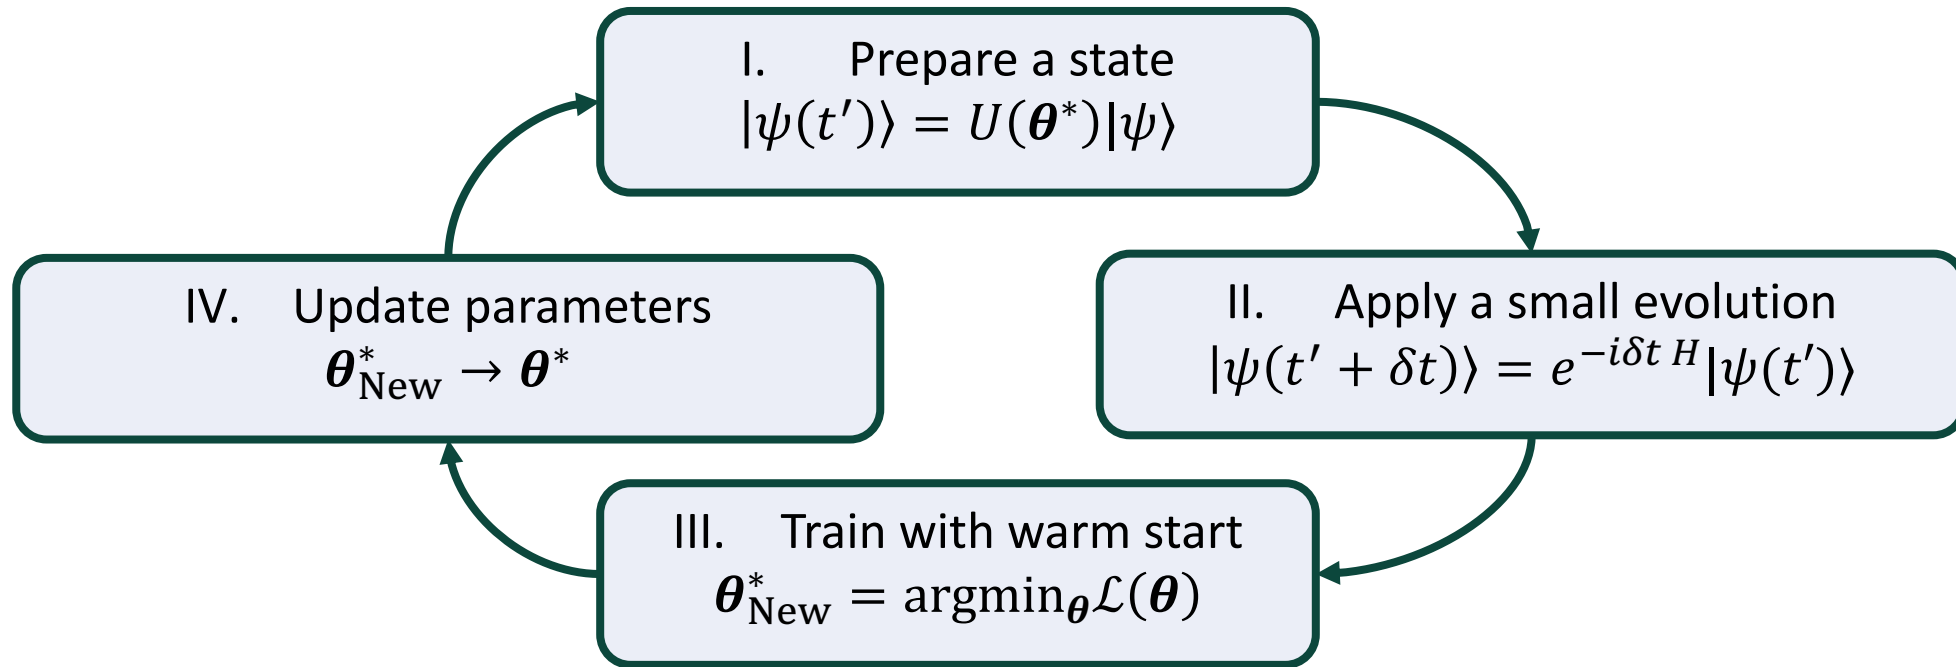 I. Prepare a state
|ψ(t′)⟩ = U(θ*)|ψ⟩
II. Apply a small evolution
|ψ(t′ + δt)⟩ = e^{−iδt H}|ψ(t′)⟩
III. Train with warm start
θ*_New = argmin_θ ℒ(θ)
IV. Update parameters
θ*_New → θ*